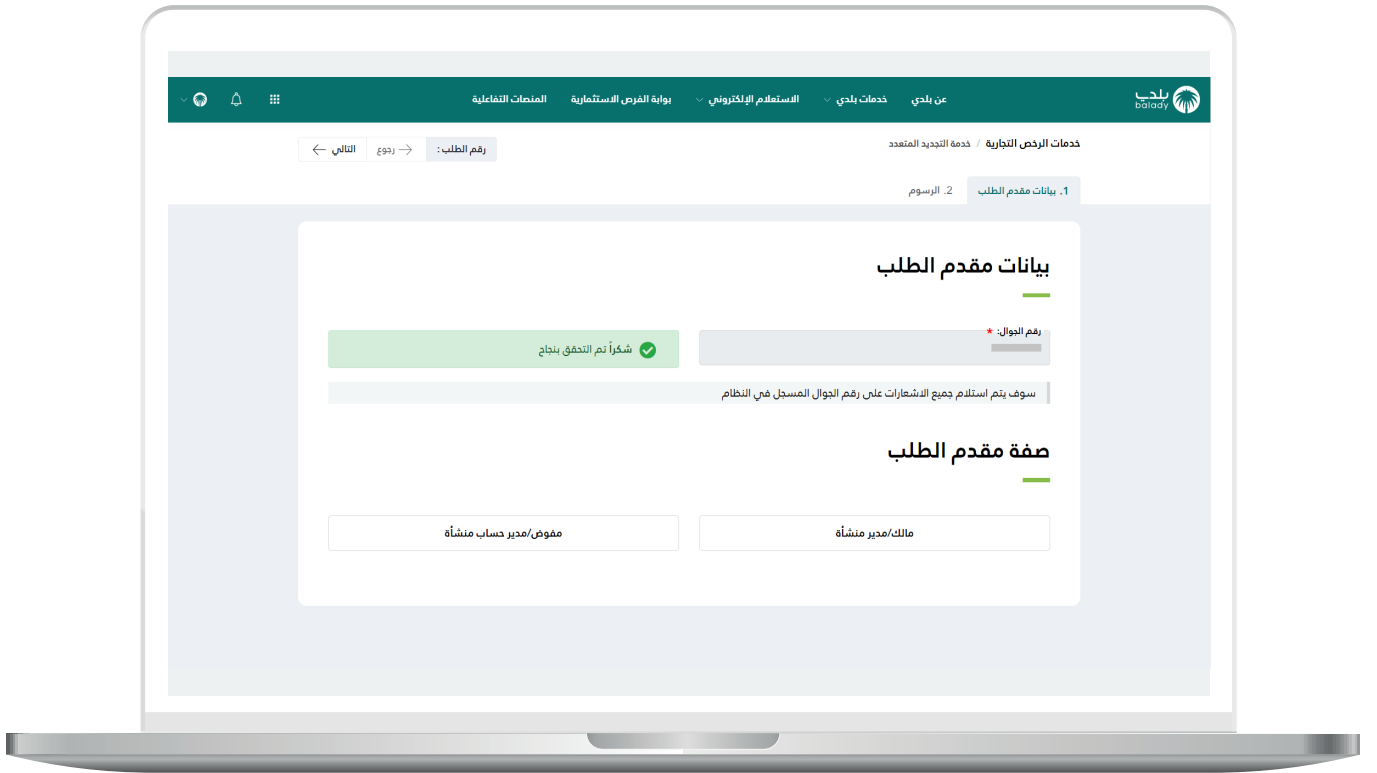 بلدي
balady
عن بلدي
خدمات بلدي
الاستعلام الإلكتروني
بوابة الفرص الاستثمارية
المنصات التفاعلية
خدمات الرخص التجارية / خدمة التجديد المتعدد
رقم الطلب :
رجوع
التالي
1. بيانات مقدم الطلب
2. الرسوم
بيانات مقدم الطلب
رقم الجوال: *
شكراً تم التحقق بنجاح
سوف يتم استلام جميع الاشعارات على رقم الجوال المسجل في النظام
صفة مقدم الطلب
مالك/مدير منشأة
مفوض/مدير حساب منشأة